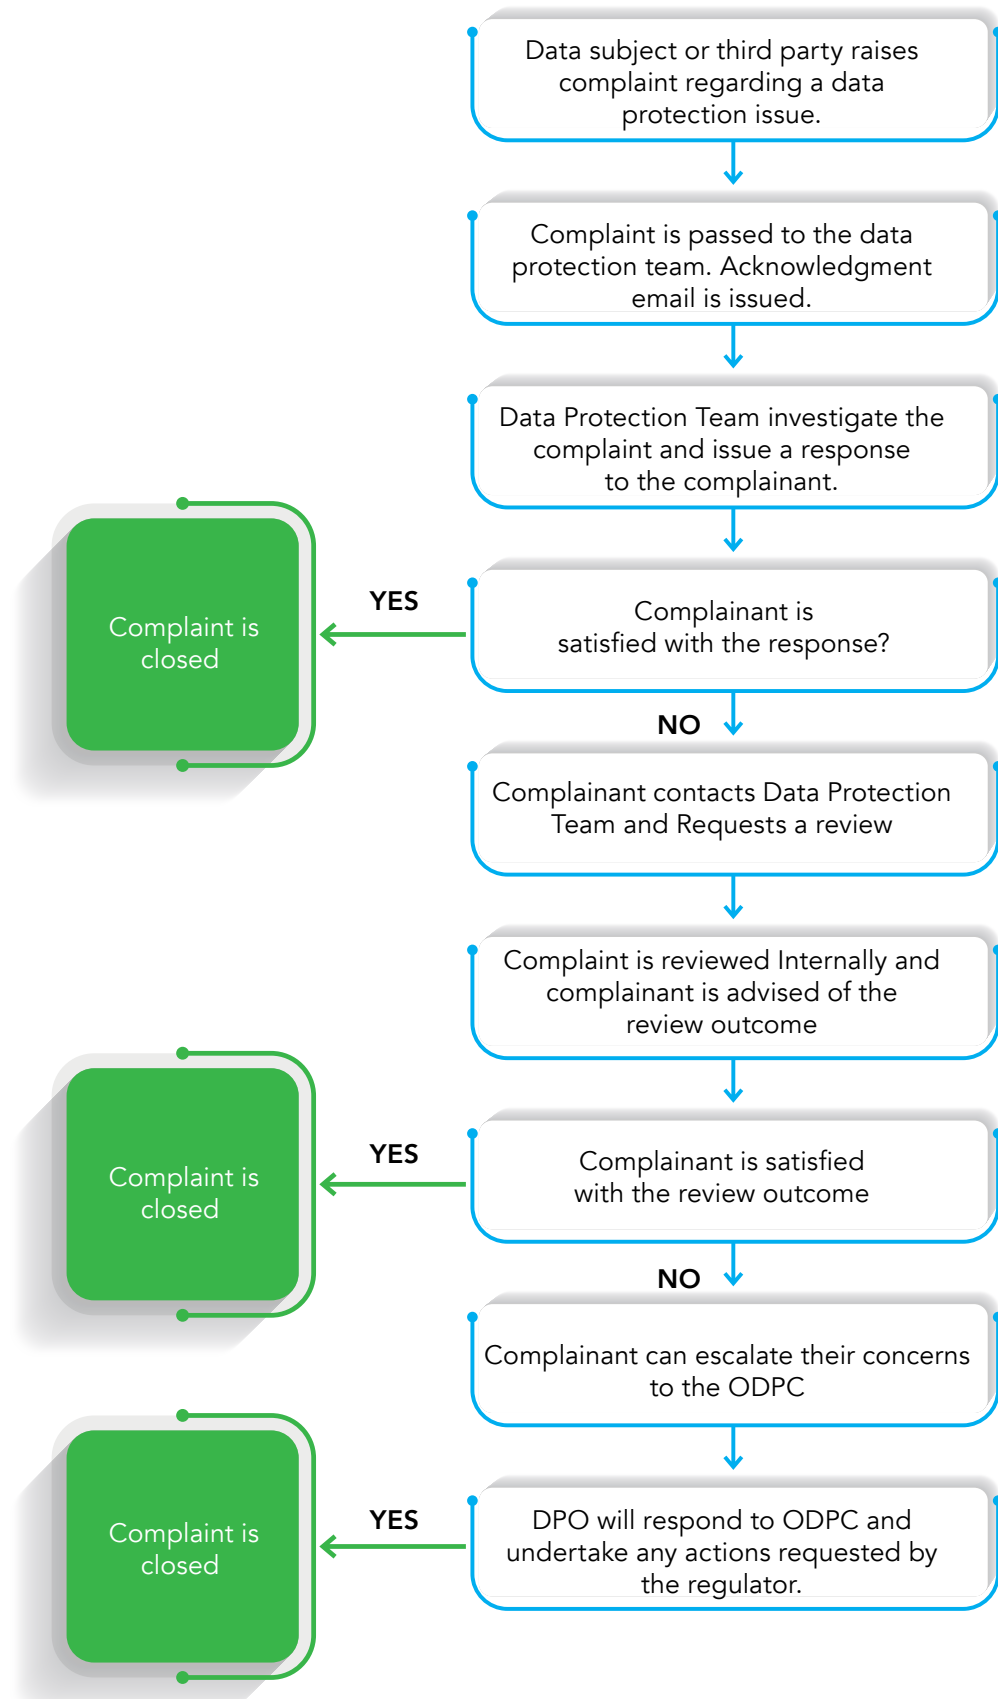 Data subject or third party raises
complaint regarding a data
protection issue.
Complaint is passed to the data
protection team. Acknowledgment
email is issued.
Data Protection Team investigate the
complaint and issue a response
to the complainant.
Complainant is
satisfied with the response?
YES
Complaint is
closed
NO
Complainant contacts Data Protection
Team and Requests a review
Complaint is reviewed Internally and
complainant is advised of the
review outcome
Complainant is satisfied
with the review outcome
YES
Complaint is
closed
NO
Complainant can escalate their concerns
to the ODPC
DPO will respond to ODPC and
undertake any actions requested by
the regulator.
YES
Complaint is
closed